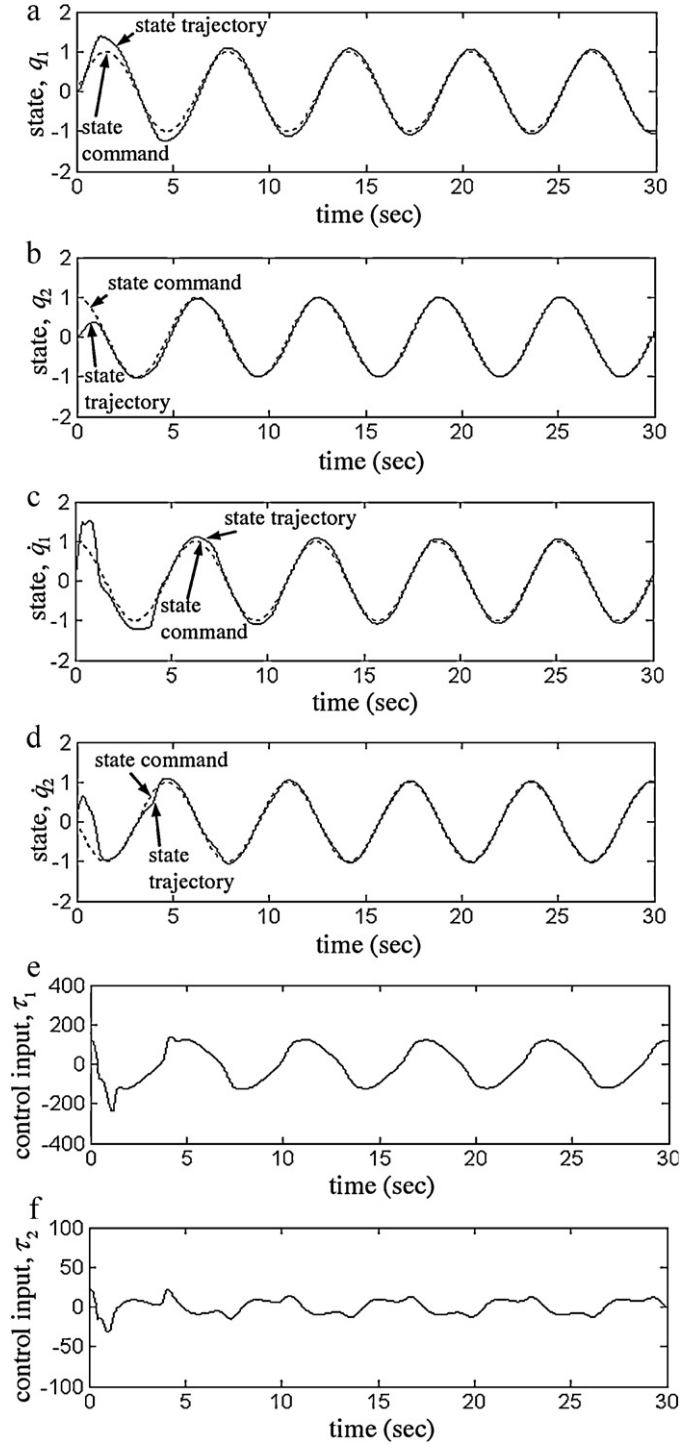 a
2
1
0
-1
-2
state, q1
state trajectory
state
command
0 5 10 15 20 25 30
time (sec)
b
2
1
0
-1
-2
state, q2
state command
state
trajectory
0 5 10 15 20 25 30
time (sec)
c
2
1
0
-1
-2
state, q̇1
state trajectory
state
command
0 5 10 15 20 25 30
time (sec)
d
2
1
0
-1
-2
state, q̇2
state command
state
trajectory
0 5 10 15 20 25 30
time (sec)
e
400
200
0
-200
-400
control input, τ1
0 5 10 15 20 25 30
time (sec)
f
100
50
0
-50
-100
control input, τ2
0 5 10 15 20 25 30
time (sec)